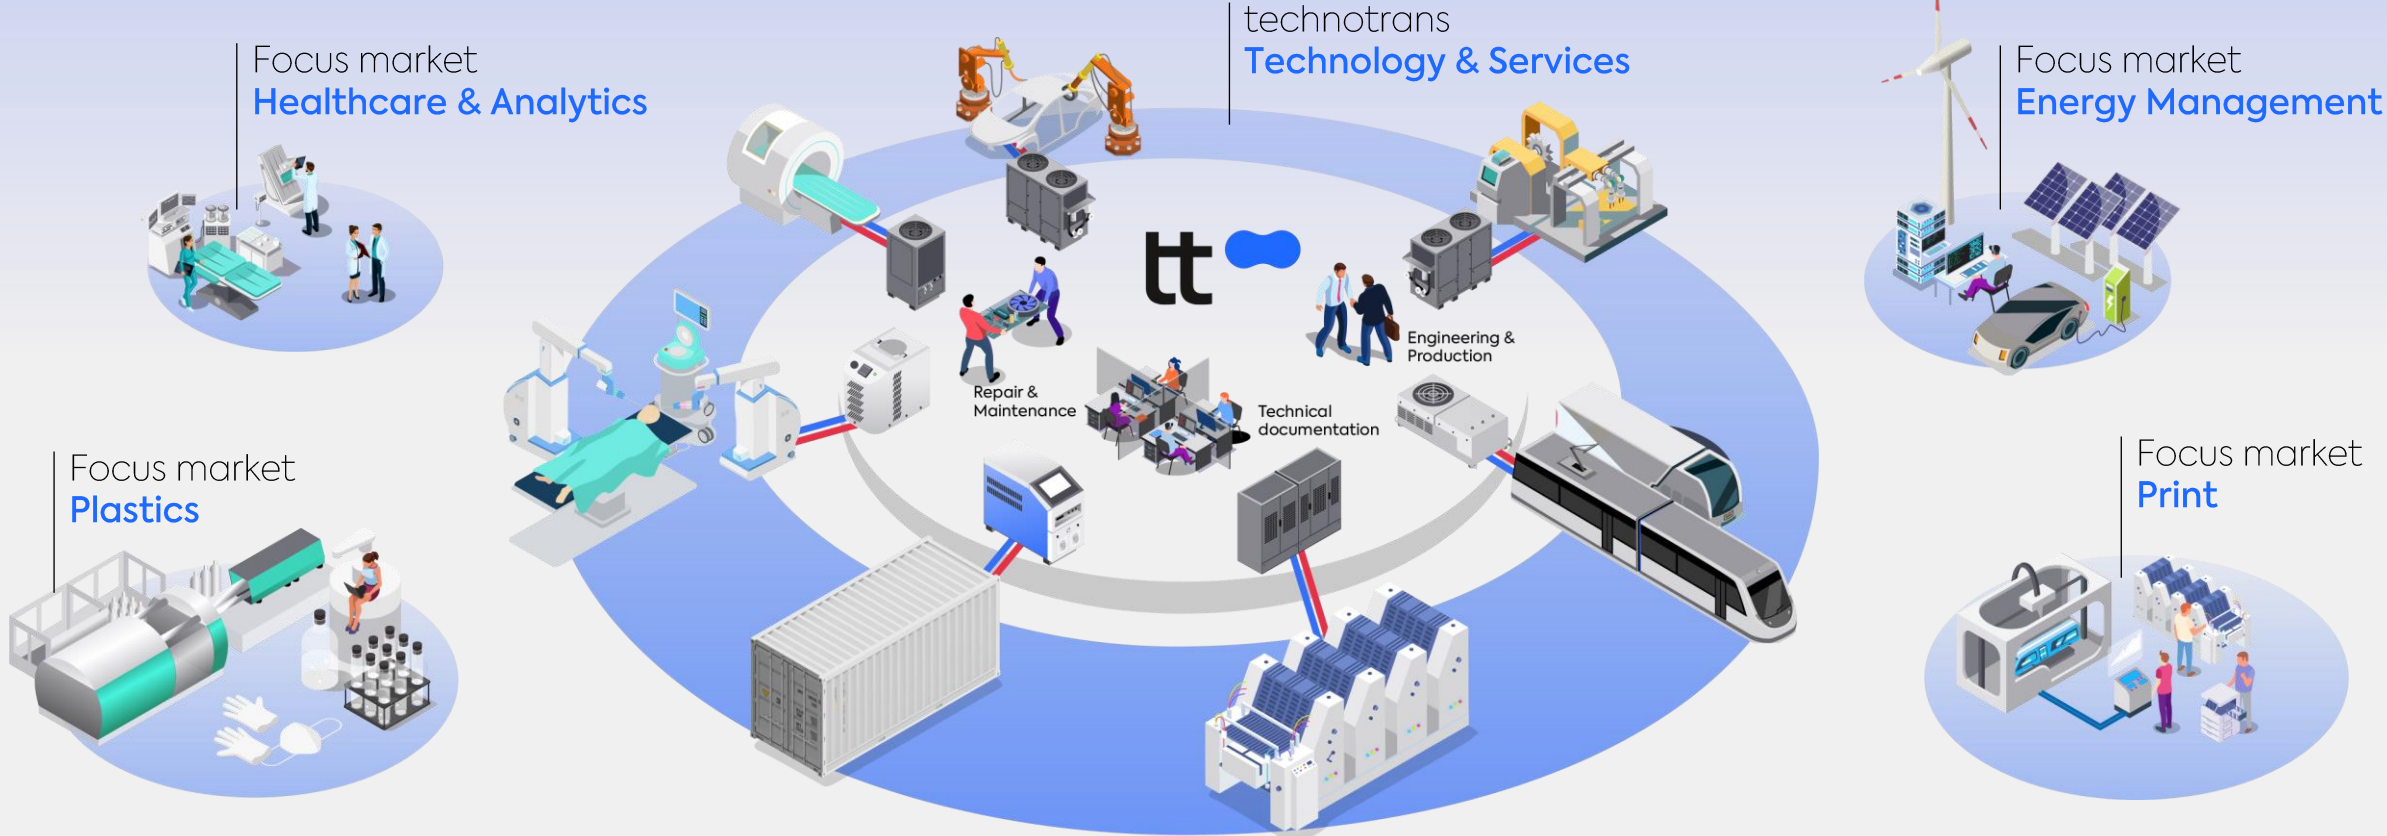 technotrans
Technology & Services
Focus market
Healthcare & Analytics
Focus market
Energy Management
tt
Engineering &
Production
Repair &
Maintenance
Technical
documentation
Focus market
Plastics
Focus market
Print